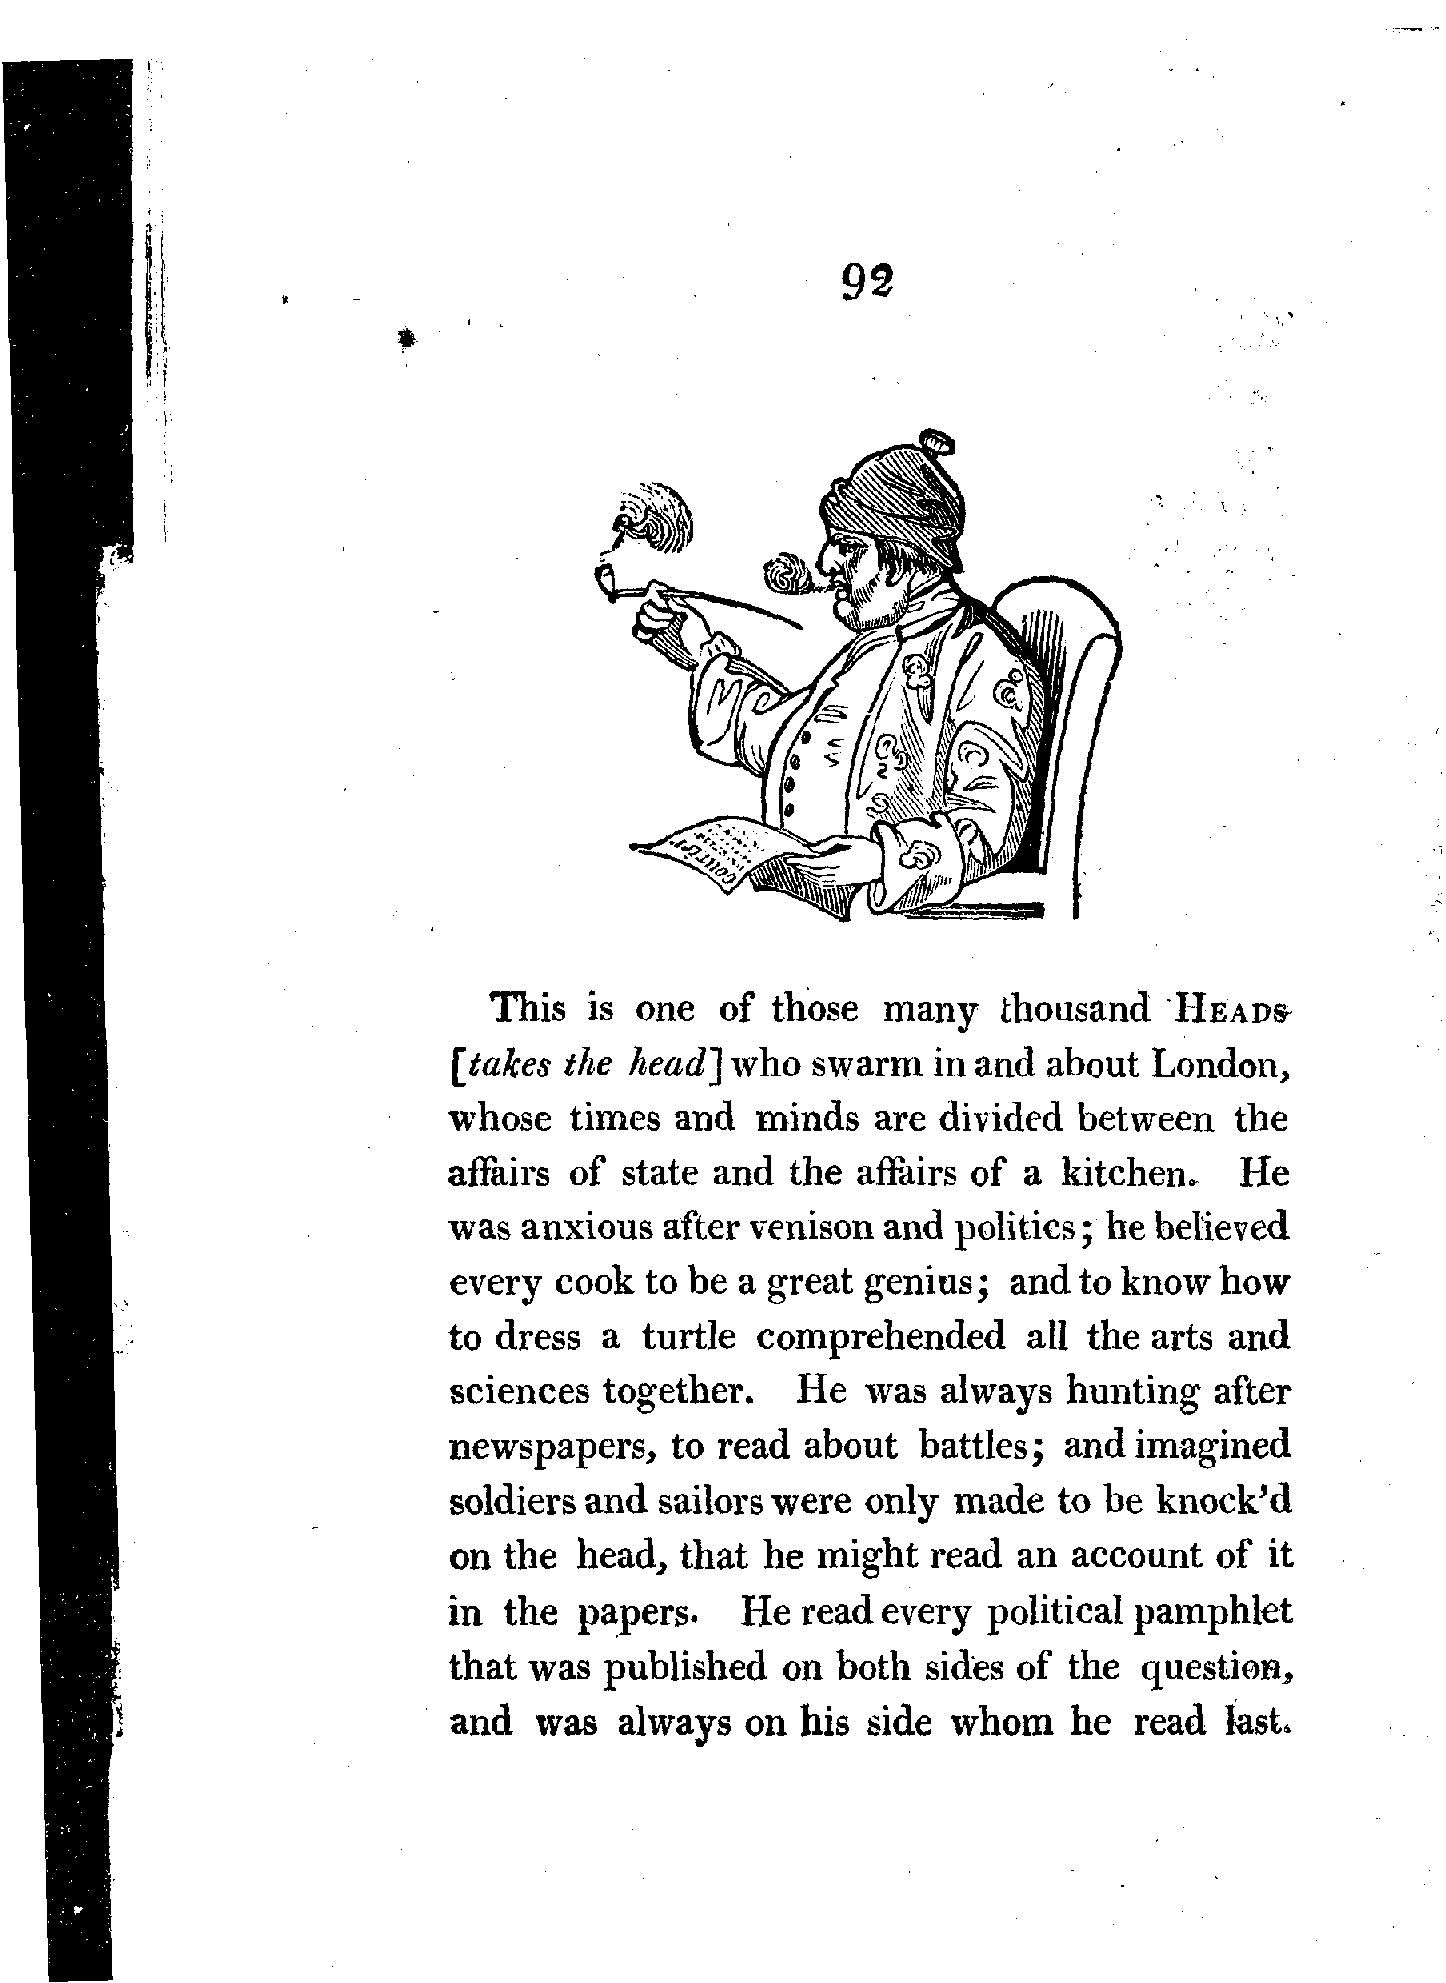 92
COURIER
This is one of those many thousand HEADS
[takes the head] who swarm in and about London,
whose times and minds are divided between the
affairs of state and the affairs of a kitchen. He
was anxious after venison and politics; he believed
every cook to be a great genius; and to know how
to dress a turtle comprehended all the arts and
sciences together. He was always hunting after
newspapers, to read about battles; and imagined
soldiers and sailors were only made to be knock'd
on the head, that he might read an account of it
in the papers. He read every political pamphlet
that was published on both sides of the question,
and was always on his side whom he read last.